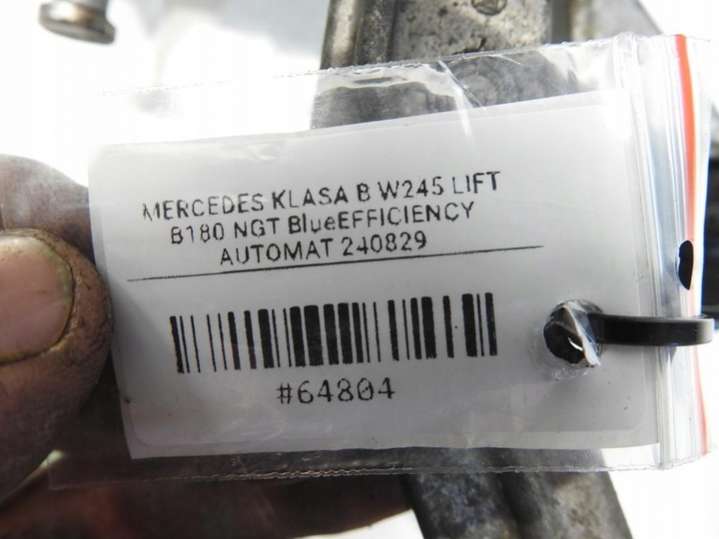 MERCEDES KLASA B W245 LIFT
B180 NGT BlueEFFICIENCY
AUTOMAT 240829
#64804